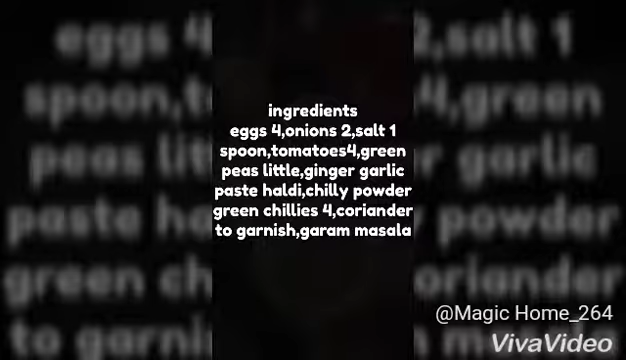 ingredients
eggs 4,onions 2,salt 1
spoon,tomatoes4,green
peas little,ginger garlic
paste haldi,chilly powder
green chillies 4,coriander
to garnish,garam masala
@Magic Home_264
VivaVideo